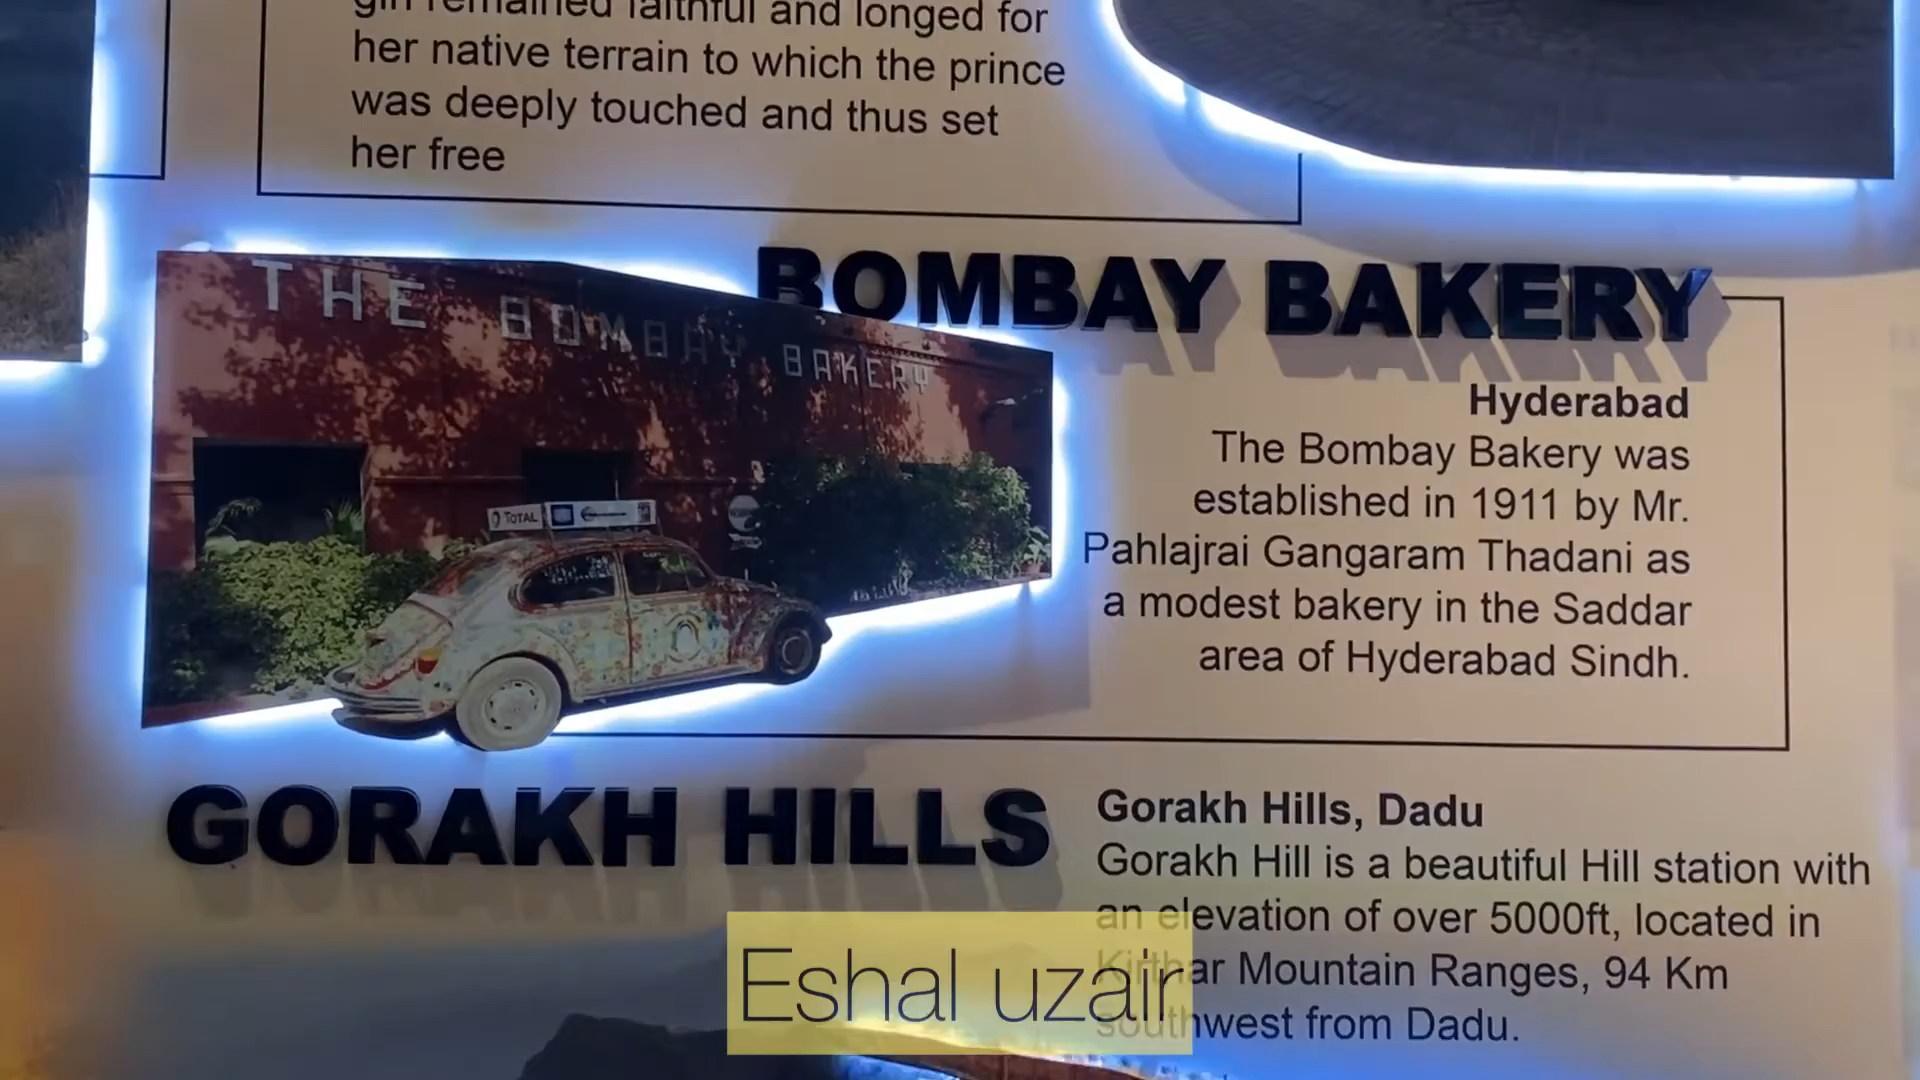 girl remained faithful and longed for
her native terrain to which the prince
was deeply touched and thus set
her free
THE BOMBAY BAKERY
TOTAL
BOMBAY BAKERY
Hyderabad
The Bombay Bakery was
established in 1911 by Mr.
Pahlajrai Gangaram Thadani as
a modest bakery in the Saddar
area of Hyderabad Sindh.
GORAKH HILLS
Gorakh Hills, Dadu
Gorakh Hill is a beautiful Hill station with
an elevation of over 5000ft, located in
Kirthar Mountain Ranges, 94 Km
southwest from Dadu.
Eshal uzair